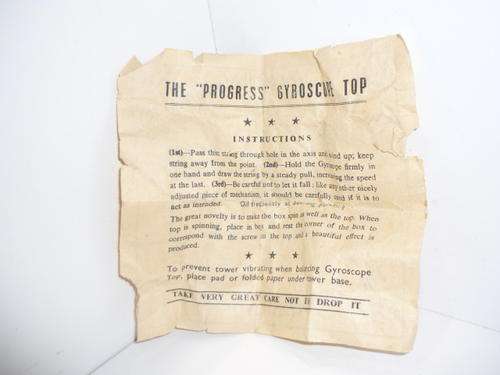 THE "PROGRESS" GYROSCOPE TOP
★ ★ ★
INSTRUCTIONS
(1st)—Pass this string through hole in the axis and wind up; keep
string away from the point. (2nd)—Hold the Gyroscope firmly in
one hand and draw the string by a steady pull, increasing the speed
at the last. (3rd)—Be careful not to let it fall; like any other nicely
adjusted piece of mechanism, it should be carefully used if it is to
act as intended. Oil frequently at
The great novelty is to make the box spin as well as the top. When
top is spinning, place in box and rest the corner of the box to
correspond with the screw in the top and a beautiful effect is
produced.
★ ★ ★
To prevent tower vibrating when balancing Gyroscope
Top, place pad or folded paper under tower base.
TAKE VERY GREAT CARE NOT TO DROP IT